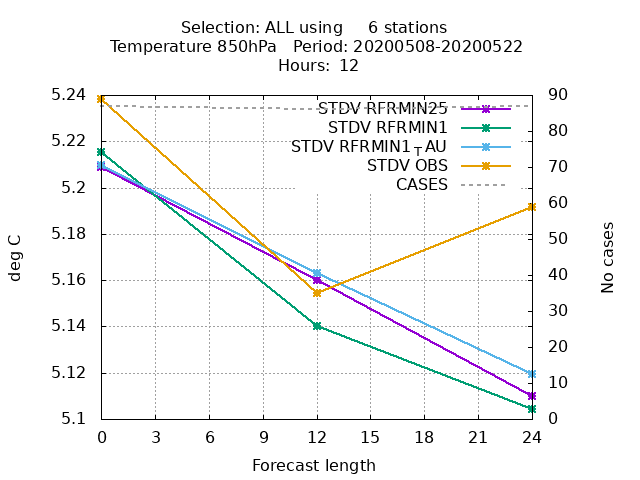 Selection: ALL using     6 stations
Temperature 850hPa   Period: 20200508-20200522
Hours:  12
5.24
5.22
5.2
5.18
5.16
5.14
5.12
5.1
deg C
STDV RFRMIN25
STDV RFRMIN1
STDV RFRMIN1TAU
STDV OBS
CASES
90
80
70
60
50
40
30
20
10
0
No cases
0 3 6 9 12 15 18 21 24
Forecast length